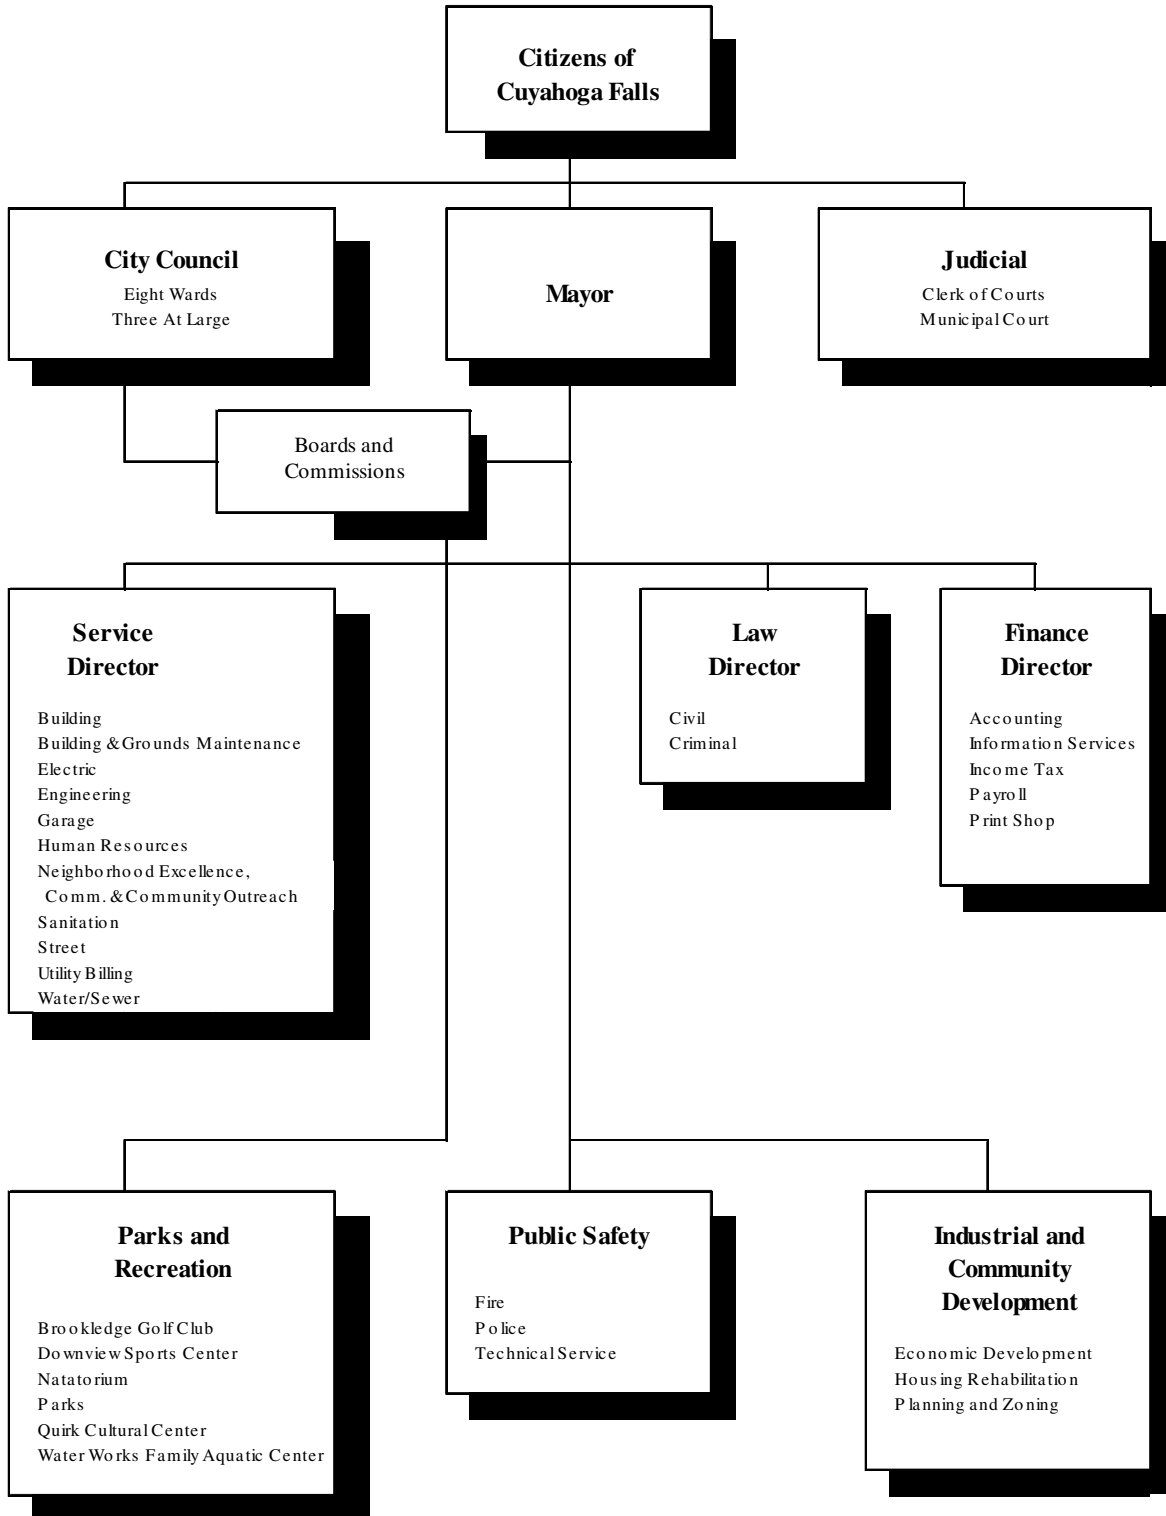 Citizens of
Cuyahoga Falls
City Council
Eight Wards
Three At Large
Mayor
Judicial
Clerk of Courts
Municipal Court
Boards and
Commissions
Service
Director
Building
Building & Grounds Maintenance
Electric
Engineering
Garage
Human Resources
Neighborhood Excellence,
Comm. & Community Outreach
Sanitation
Street
Utility Billing
Water/Sewer
Law
Director
Civil
Criminal
Finance
Director
Accounting
Information Services
Income Tax
Payroll
Print Shop
Parks and
Recreation
Brookledge Golf Club
Downview Sports Center
Natatorium
Parks
Quirk Cultural Center
Water Works Family Aquatic Center
Public Safety
Fire
Police
Technical Service
Industrial and
Community
Development
Economic Development
Housing Rehabilitation
Planning and Zoning